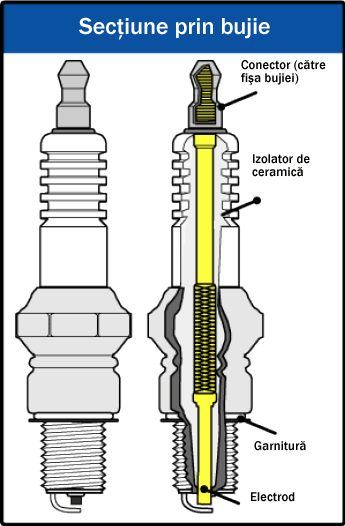 Secțiune prin bujie
Conector (către
fișa bujiei)
Izolator de
ceramică
Garnitură
Electrod